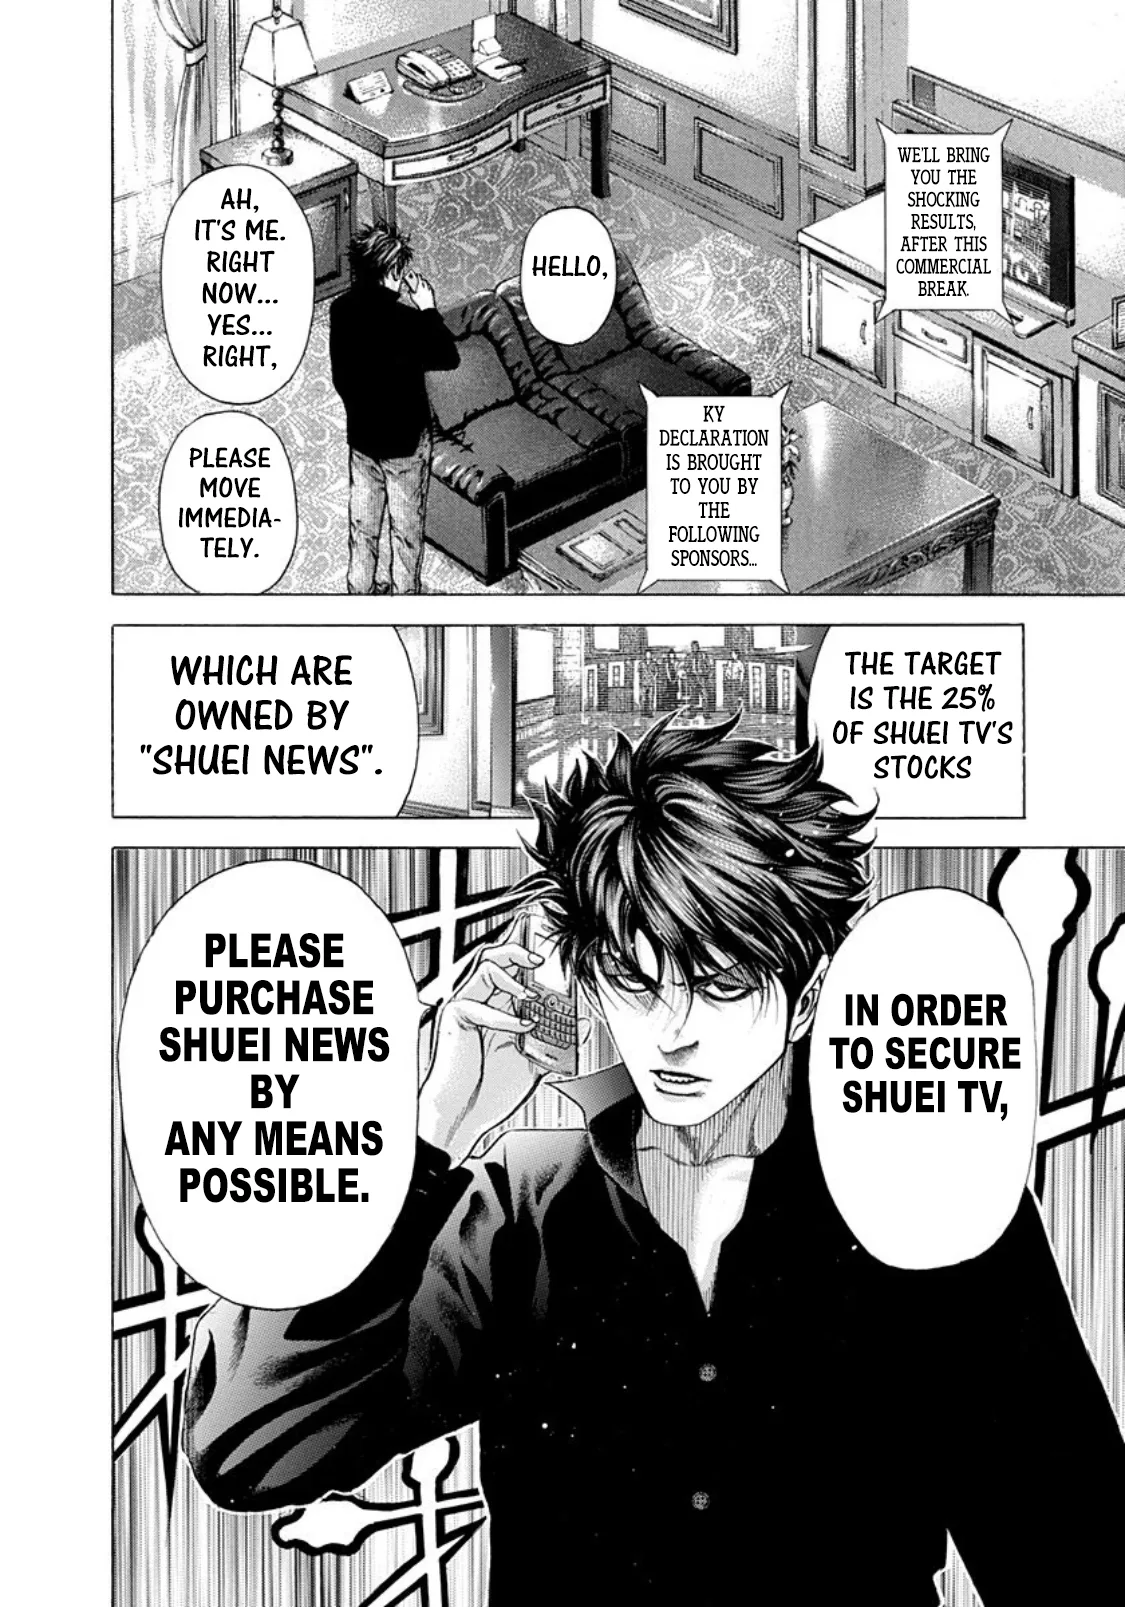 WE'LL BRING
YOU THE
SHOCKING
RESULTS,
AFTER THIS
COMMERCIAL
BREAK.
KY
DECLARATION
IS BROUGHT
TO YOU BY
THE
FOLLOWING
SPONSORS...
HELLO,
AH,
IT'S ME.
RIGHT
NOW...
YES...
RIGHT,
PLEASE
MOVE
IMMEDIA-
TELY.
THE TARGET
IS THE 25%
OF SHUEI TV'S
STOCKS
WHICH ARE
OWNED BY
"SHUEI NEWS".
IN ORDER
TO SECURE
SHUEI TV,
PLEASE
PURCHASE
SHUEI NEWS
BY
ANY MEANS
POSSIBLE.